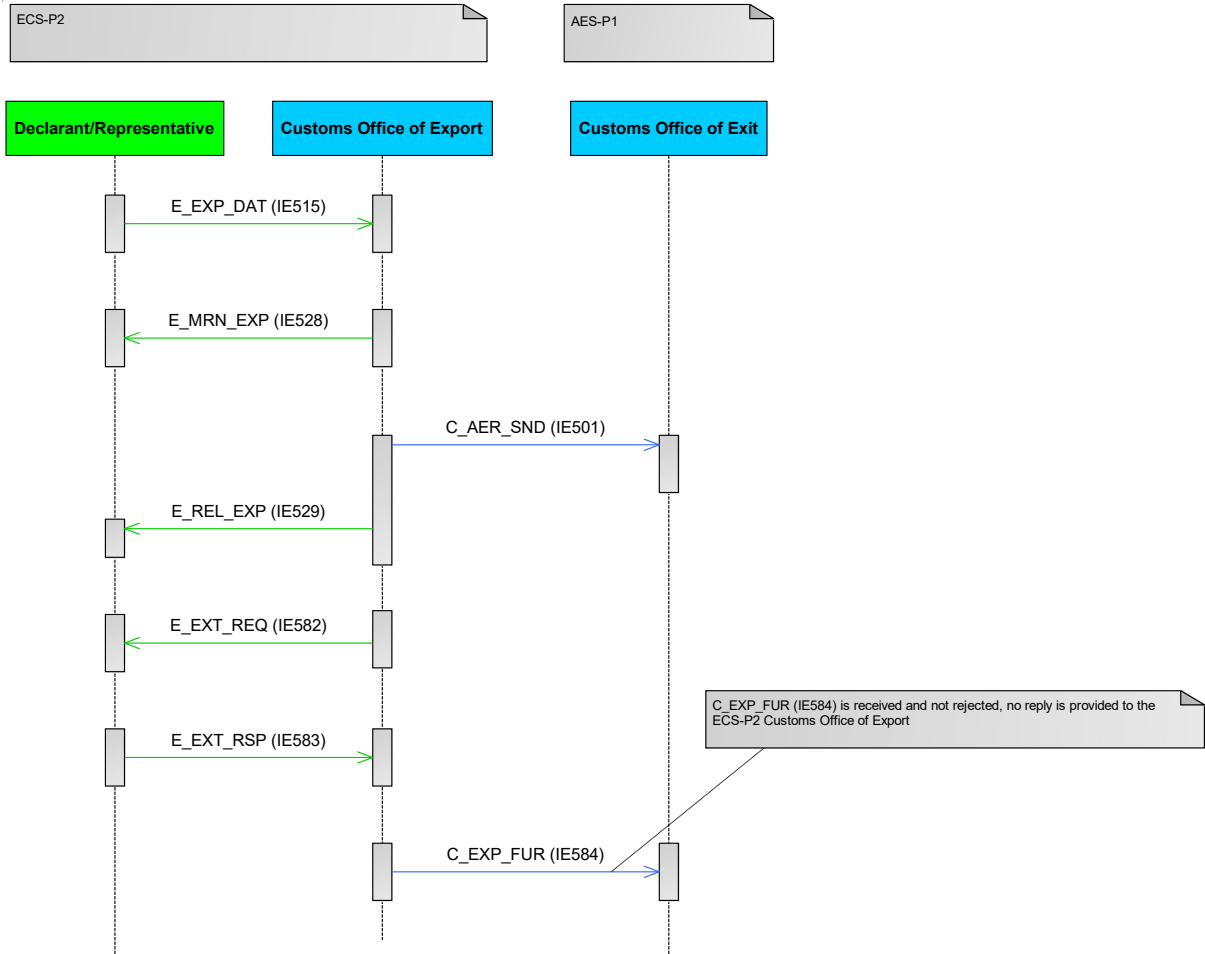 ECS-P2
AES-P1
Declarant/Representative
Customs Office of Export
Customs Office of Exit
E_EXP_DAT (IE515)
E_MRN_EXP (IE528)
C_AER_SND (IE501)
E_REL_EXP (IE529)
E_EXT_REQ (IE582)
C_EXP_FUR (IE584) is received and not rejected, no reply is provided to the
ECS-P2 Customs Office of Export
E_EXT_RSP (IE583)
C_EXP_FUR (IE584)